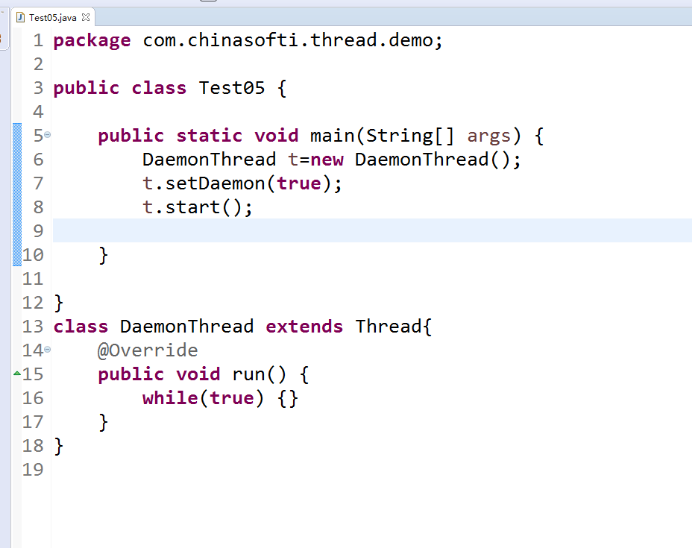 Test05.java
1 package com.chinasofti.thread.demo;
2
3 public class Test05 {
4
5 public static void main(String[] args) {
6 DaemonThread t=new DaemonThread();
7 t.setDaemon(true);
8 t.start();
9
10 }
11
12 }
13 class DaemonThread extends Thread{
14 @Override
15 public void run() {
16 while(true) {}
17 }
18 }
19